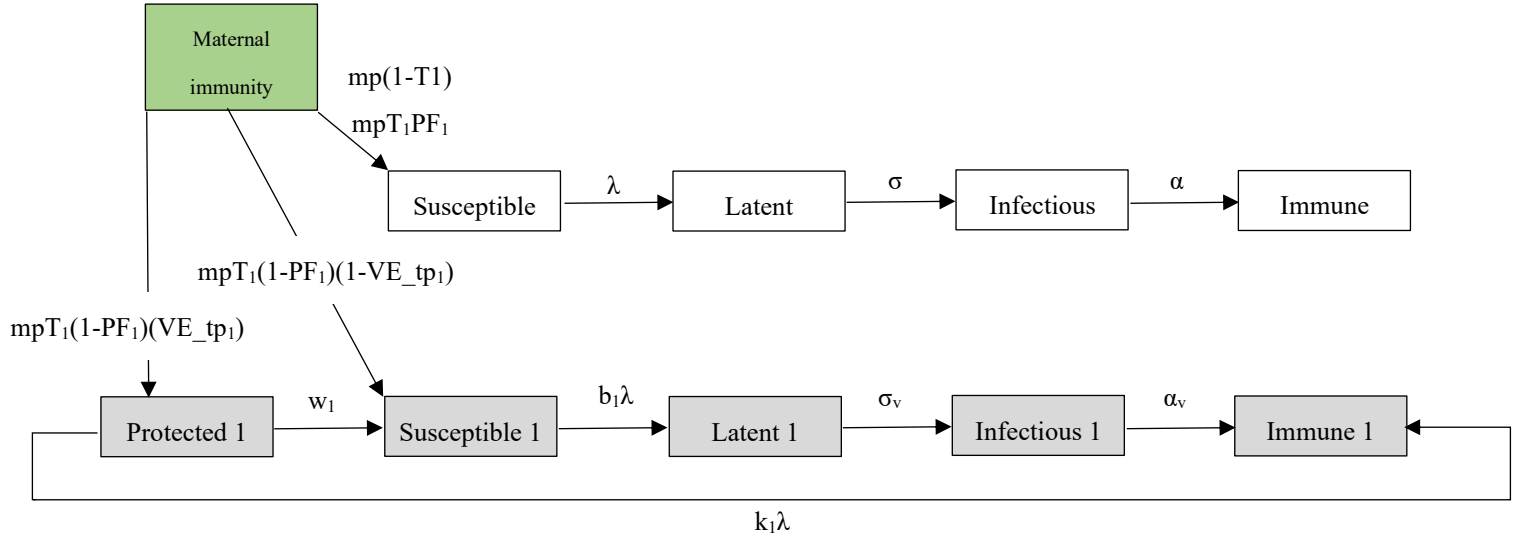 Maternal
immunity
mp(1-T1)
mpT₁PF₁
Susceptible
λ
Latent
σ
Infectious
α
Immune
mpT₁(1-PF₁)(1-VE_tp₁)
mpT₁(1-PF₁)(VE_tp₁)
Protected 1
w₁
Susceptible 1
b₁λ
Latent 1
σᵥ
Infectious 1
αᵥ
Immune 1
k₁λ